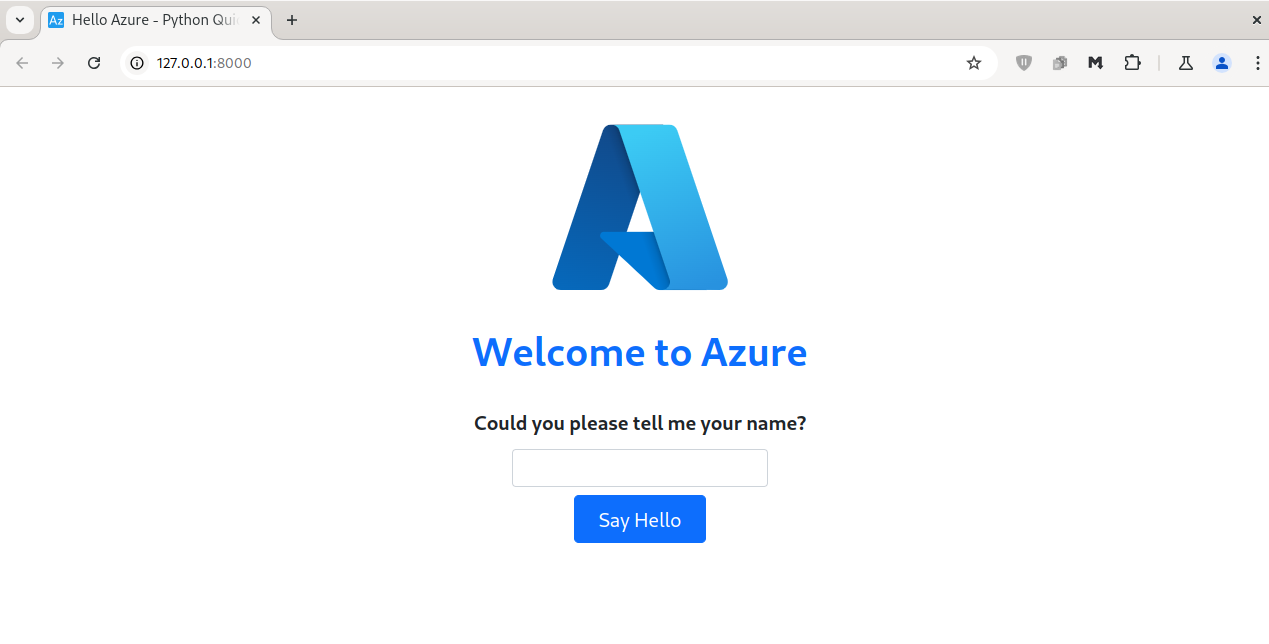 Az Hello Azure - Python Qui
127.0.0.1:8000
Welcome to Azure
Could you please tell me your name?
Say Hello